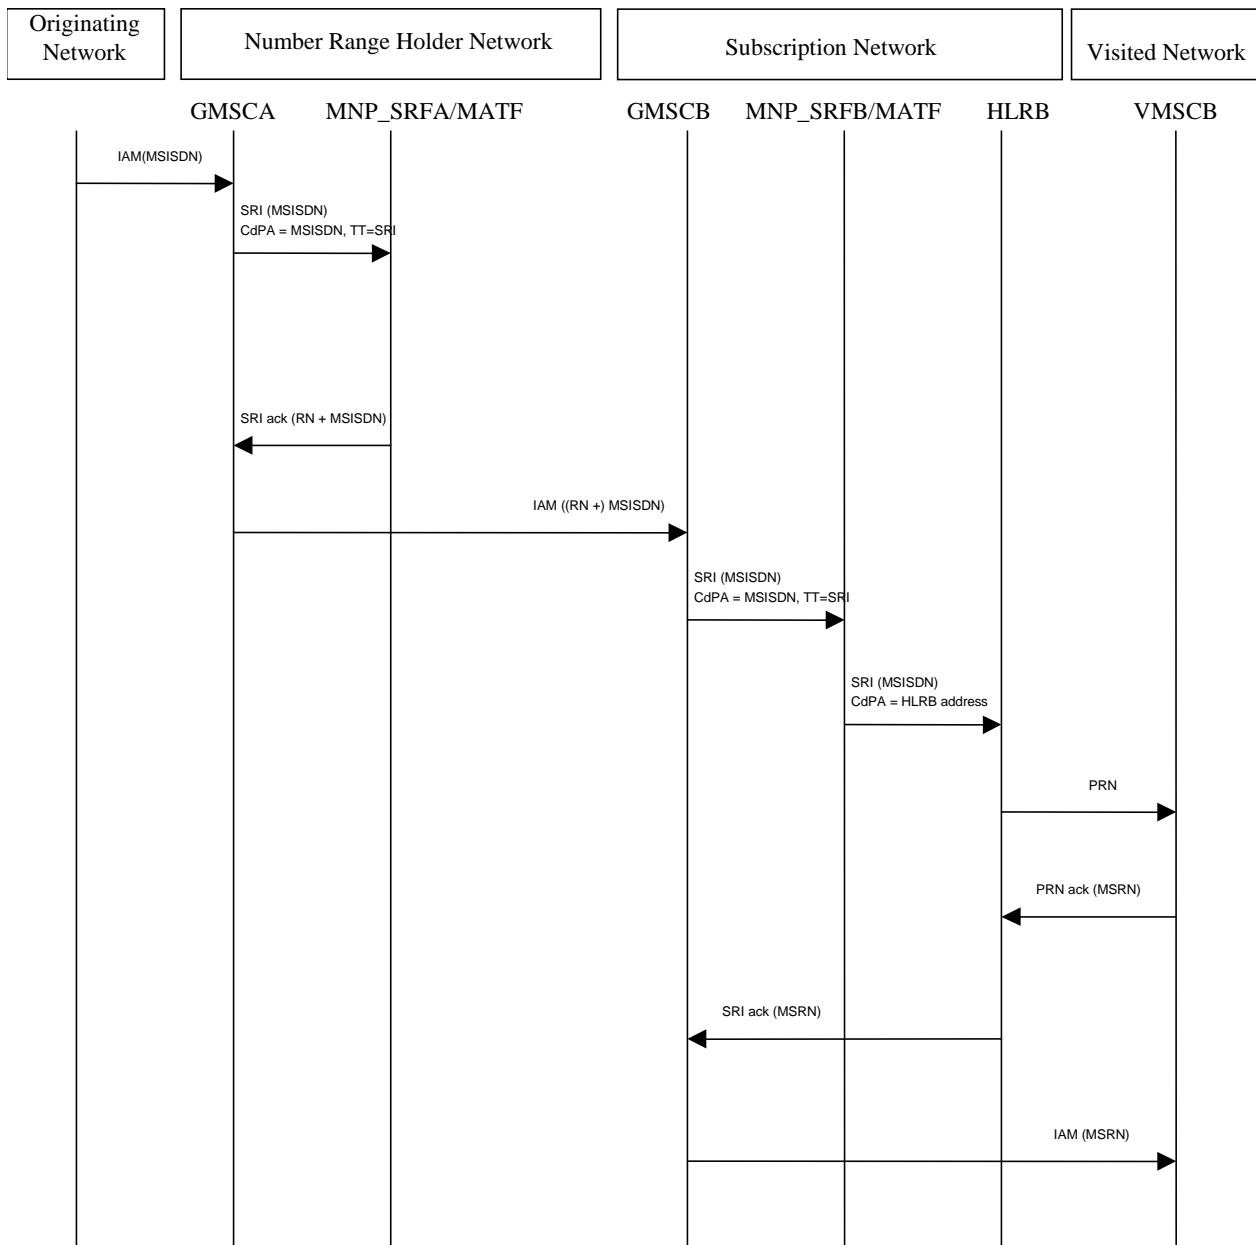 Originating
Network
Number Range Holder Network
Subscription Network
Visited Network
GMSCA
MNP_SRFA/MATF
GMSCB
MNP_SRFB/MATF
HLRB
VMSCB
IAM(MSISDN)
SRI (MSISDN)
CdPA = MSISDN, TT=SRI
SRI ack (RN + MSISDN)
IAM ((RN +) MSISDN)
SRI (MSISDN)
CdPA = MSISDN, TT=SRI
SRI (MSISDN)
CdPA = HLRB address
PRN
PRN ack (MSRN)
SRI ack (MSRN)
IAM (MSRN)